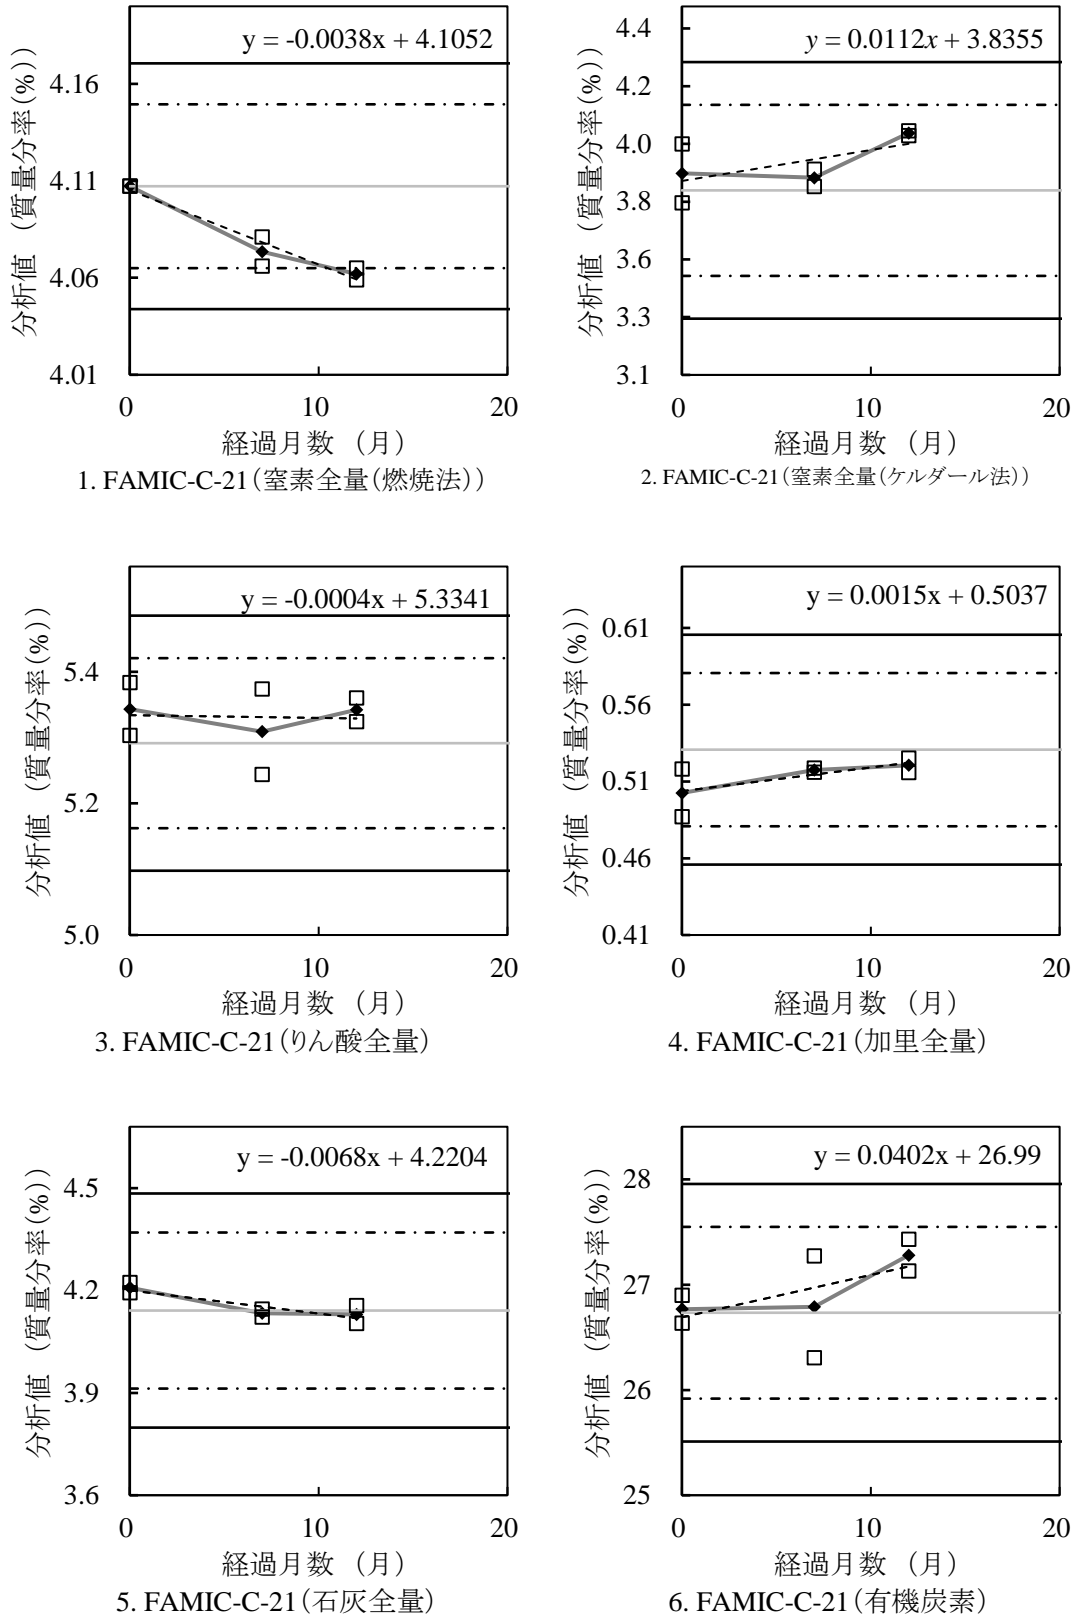 y = -0.0038x + 4.1052
分析値 (質量分率(%))
4.16
4.11
4.06
4.01
0 10 20
経過月数 (月)
1. FAMIC-C-21(窒素全量(燃焼法))
y = 0.0112x + 3.8355
分析値 (質量分率(%))
4.4
4.2
4.0
3.8
3.6
3.3
3.1
0 10 20
経過月数 (月)
2. FAMIC-C-21(窒素全量(ケルダール法))
y = -0.0004x + 5.3341
分析値 (質量分率(%))
5.4
5.2
5.0
0 10 20
経過月数 (月)
3. FAMIC-C-21(りん酸全量)
y = 0.0015x + 0.5037
分析値 (質量分率(%))
0.61
0.56
0.51
0.46
0.41
0 10 20
経過月数 (月)
4. FAMIC-C-21(加里全量)
y = -0.0068x + 4.2204
分析値 (質量分率(%))
4.5
4.2
3.9
3.6
0 10 20
経過月数 (月)
5. FAMIC-C-21(石灰全量)
y = 0.0402x + 26.99
分析値 (質量分率(%))
28
27
26
25
0 10 20
経過月数 (月)
6. FAMIC-C-21(有機炭素)